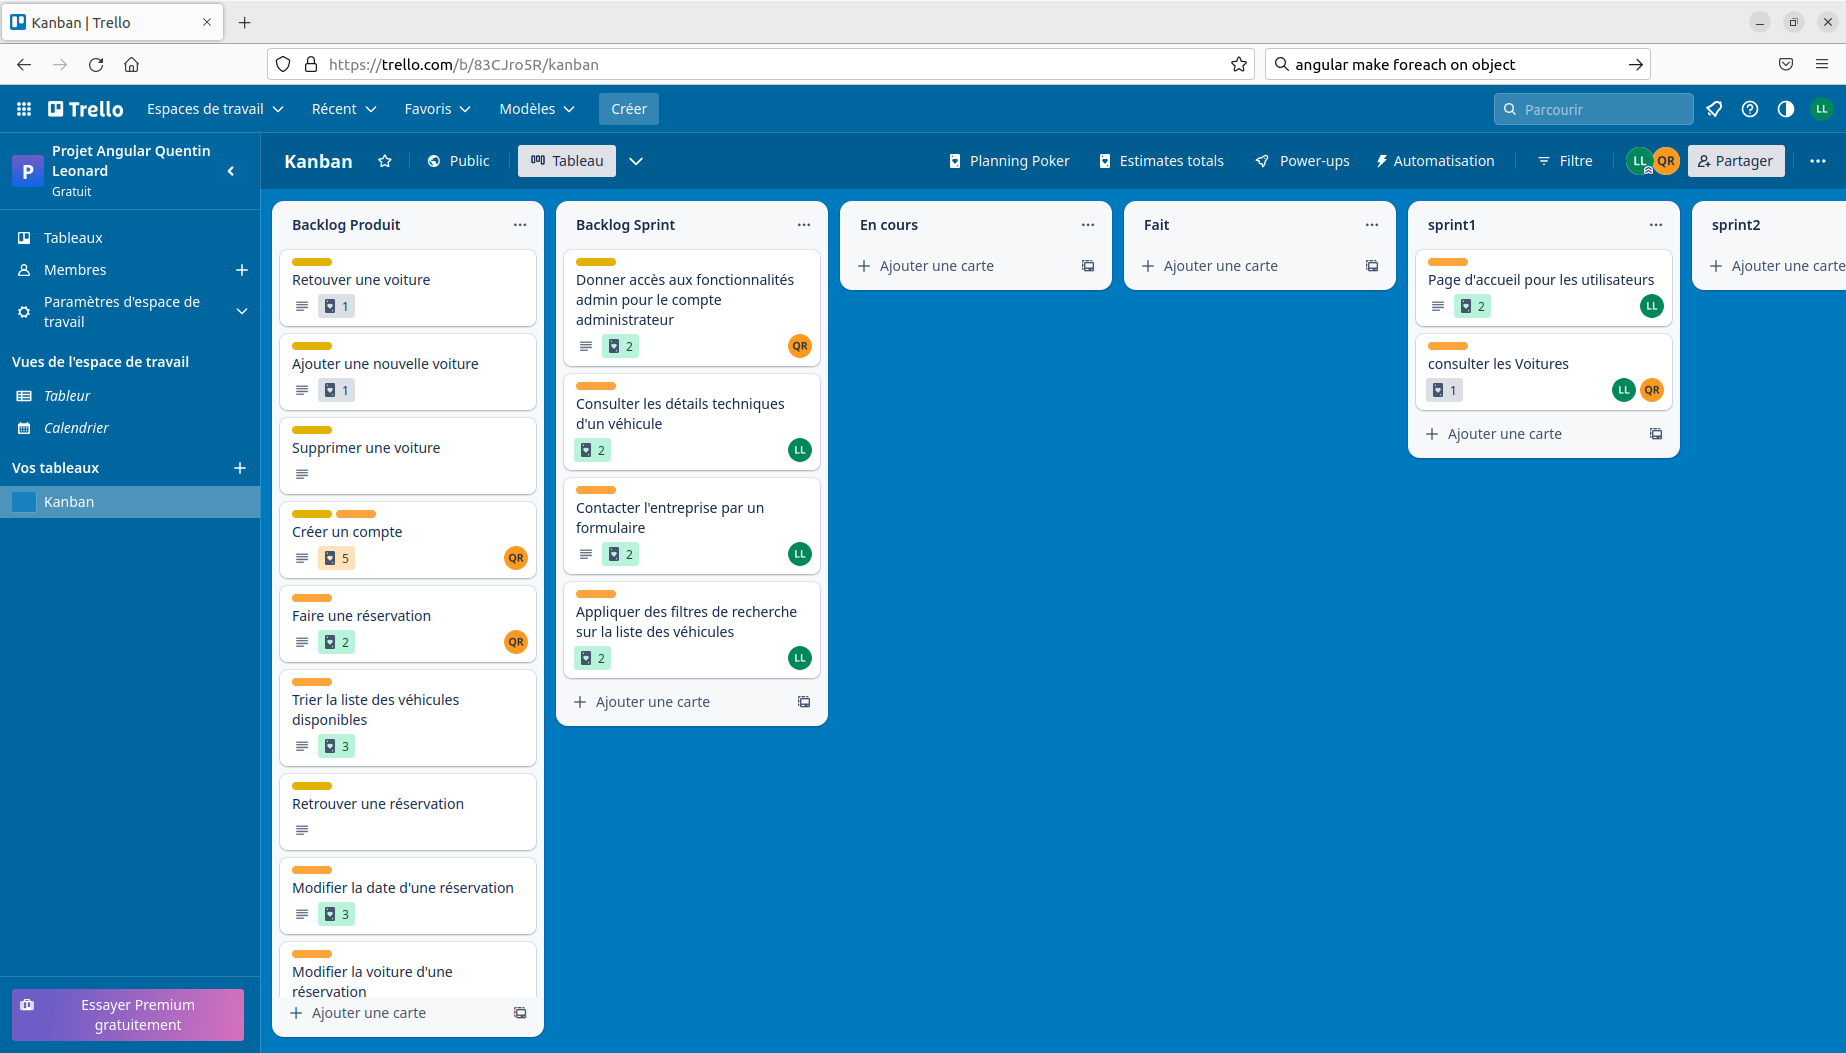 Kanban | Trello
https://trello.com/b/83CJro5R/kanban
angular make foreach on object
Trello
Espaces de travail
Récent
Favoris
Modèles
Créer
Parcourir
LL
P
Projet Angular Quentin
Leonard
Gratuit
Kanban
Public
Tableau
Planning Poker
Estimates totals
Power-ups
Automatisation
Filtre
LL
QR
Partager
Tableaux
Membres
Paramètres d'espace de
travail
Vues de l'espace de travail
Tableur
Calendrier
Vos tableaux
Kanban
Essayer Premium
gratuitement
Backlog Produit
Retouver une voiture
1
Ajouter une nouvelle voiture
1
Supprimer une voiture
Créer un compte
5
QR
Faire une réservation
2
QR
Trier la liste des véhicules
disponibles
3
Retrouver une réservation
Modifier la date d'une réservation
3
Modifier la voiture d'une
réservation
Ajouter une carte
Backlog Sprint
Donner accès aux fonctionnalités
admin pour le compte
administrateur
2
QR
Consulter les détails techniques
d'un véhicule
2
LL
Contacter l'entreprise par un
formulaire
2
LL
Appliquer des filtres de recherche
sur la liste des véhicules
2
LL
Ajouter une carte
En cours
Ajouter une carte
Fait
Ajouter une carte
sprint1
Page d'accueil pour les utilisateurs
2
LL
consulter les Voitures
1
LL
QR
Ajouter une carte
sprint2
Ajouter une carte